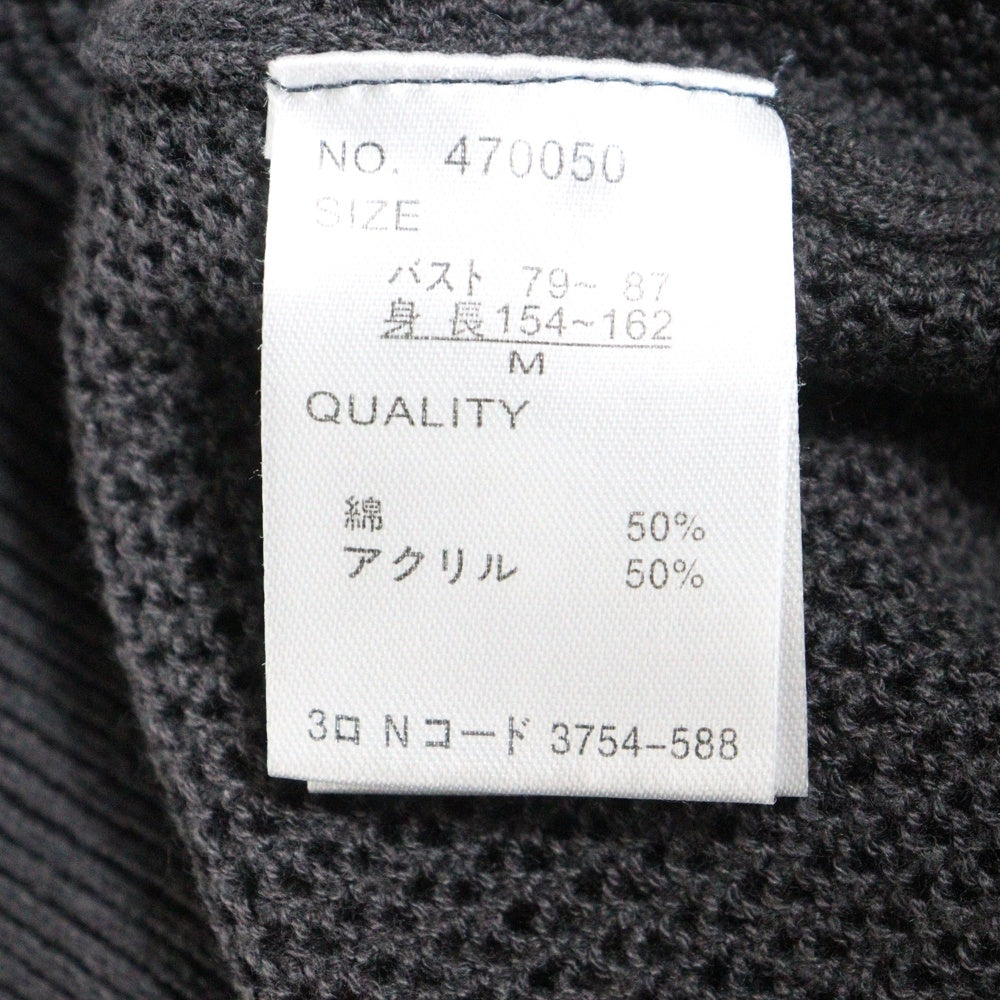 NO. 470050
SIZE
バスト 79~ 87
身 長154~162
M
QUALITY
綿 50%
アクリル 50%
3ロ Nコード 3754-588